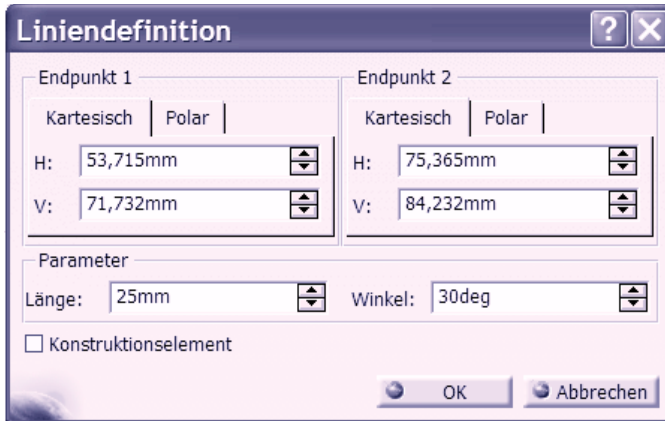 Liniendefinition
Endpunkt 1
Kartesisch Polar
H: 53,715mm
V: 71,732mm
Endpunkt 2
Kartesisch Polar
H: 75,365mm
V: 84,232mm
Parameter
Länge: 25mm Winkel: 30deg
Konstruktionselement
OK Abbrechen